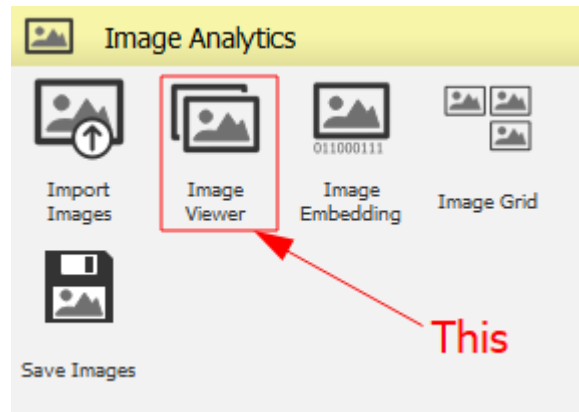 Image Analytics
Import
Images
Image
Viewer
011000111
Image
Embedding
Image Grid
Save Images
This